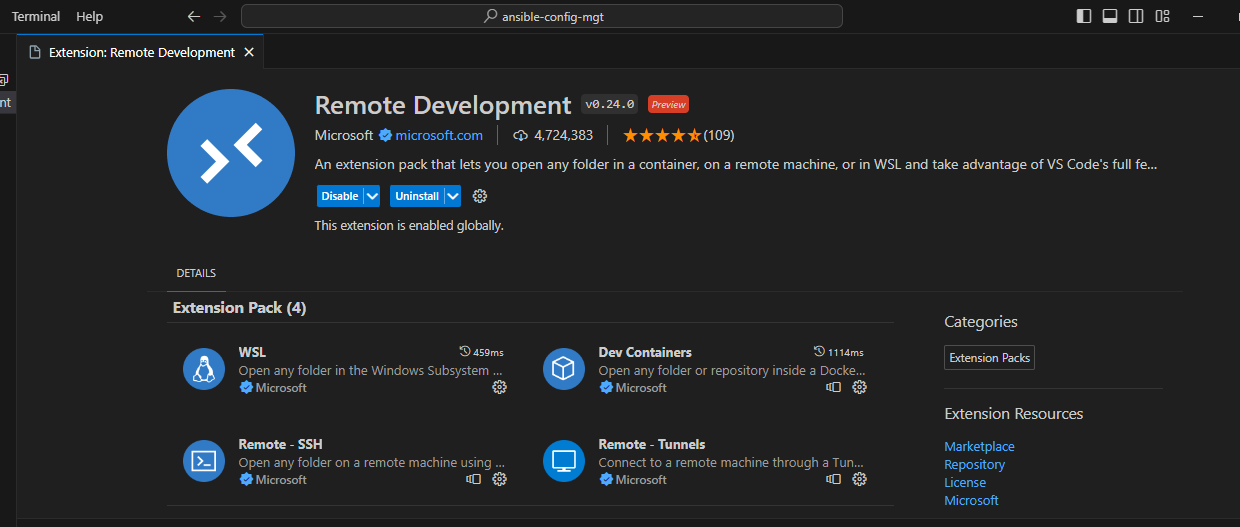 Terminal Help
ansible-config-mgt
Extension: Remote Development
nt
Remote Development v0.24.0 Preview
Microsoft microsoft.com 4,724,383 (109)
An extension pack that lets you open any folder in a container, on a remote machine, or in WSL and take advantage of VS Code's full fe...
Disable Uninstall
This extension is enabled globally.
DETAILS
Extension Pack (4)
WSL 459ms
Open any folder in the Windows Subsystem ...
Microsoft
Dev Containers 1114ms
Open any folder or repository inside a Docke...
Microsoft
Remote - SSH
Open any folder on a remote machine using ...
Microsoft
Remote - Tunnels
Connect to a remote machine through a Tun...
Microsoft
Categories
Extension Packs
Extension Resources
Marketplace
Repository
License
Microsoft